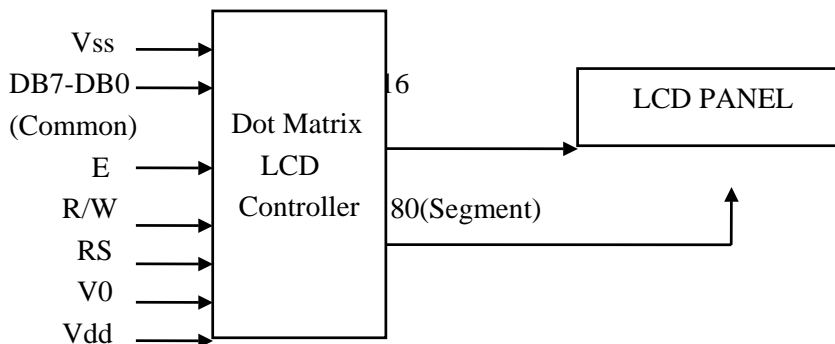 Vss
DB7-DB0
16
(Common)
E
R/W
RS
V0
Vdd
Dot Matrix
LCD
Controller
80(Segment)
LCD PANEL